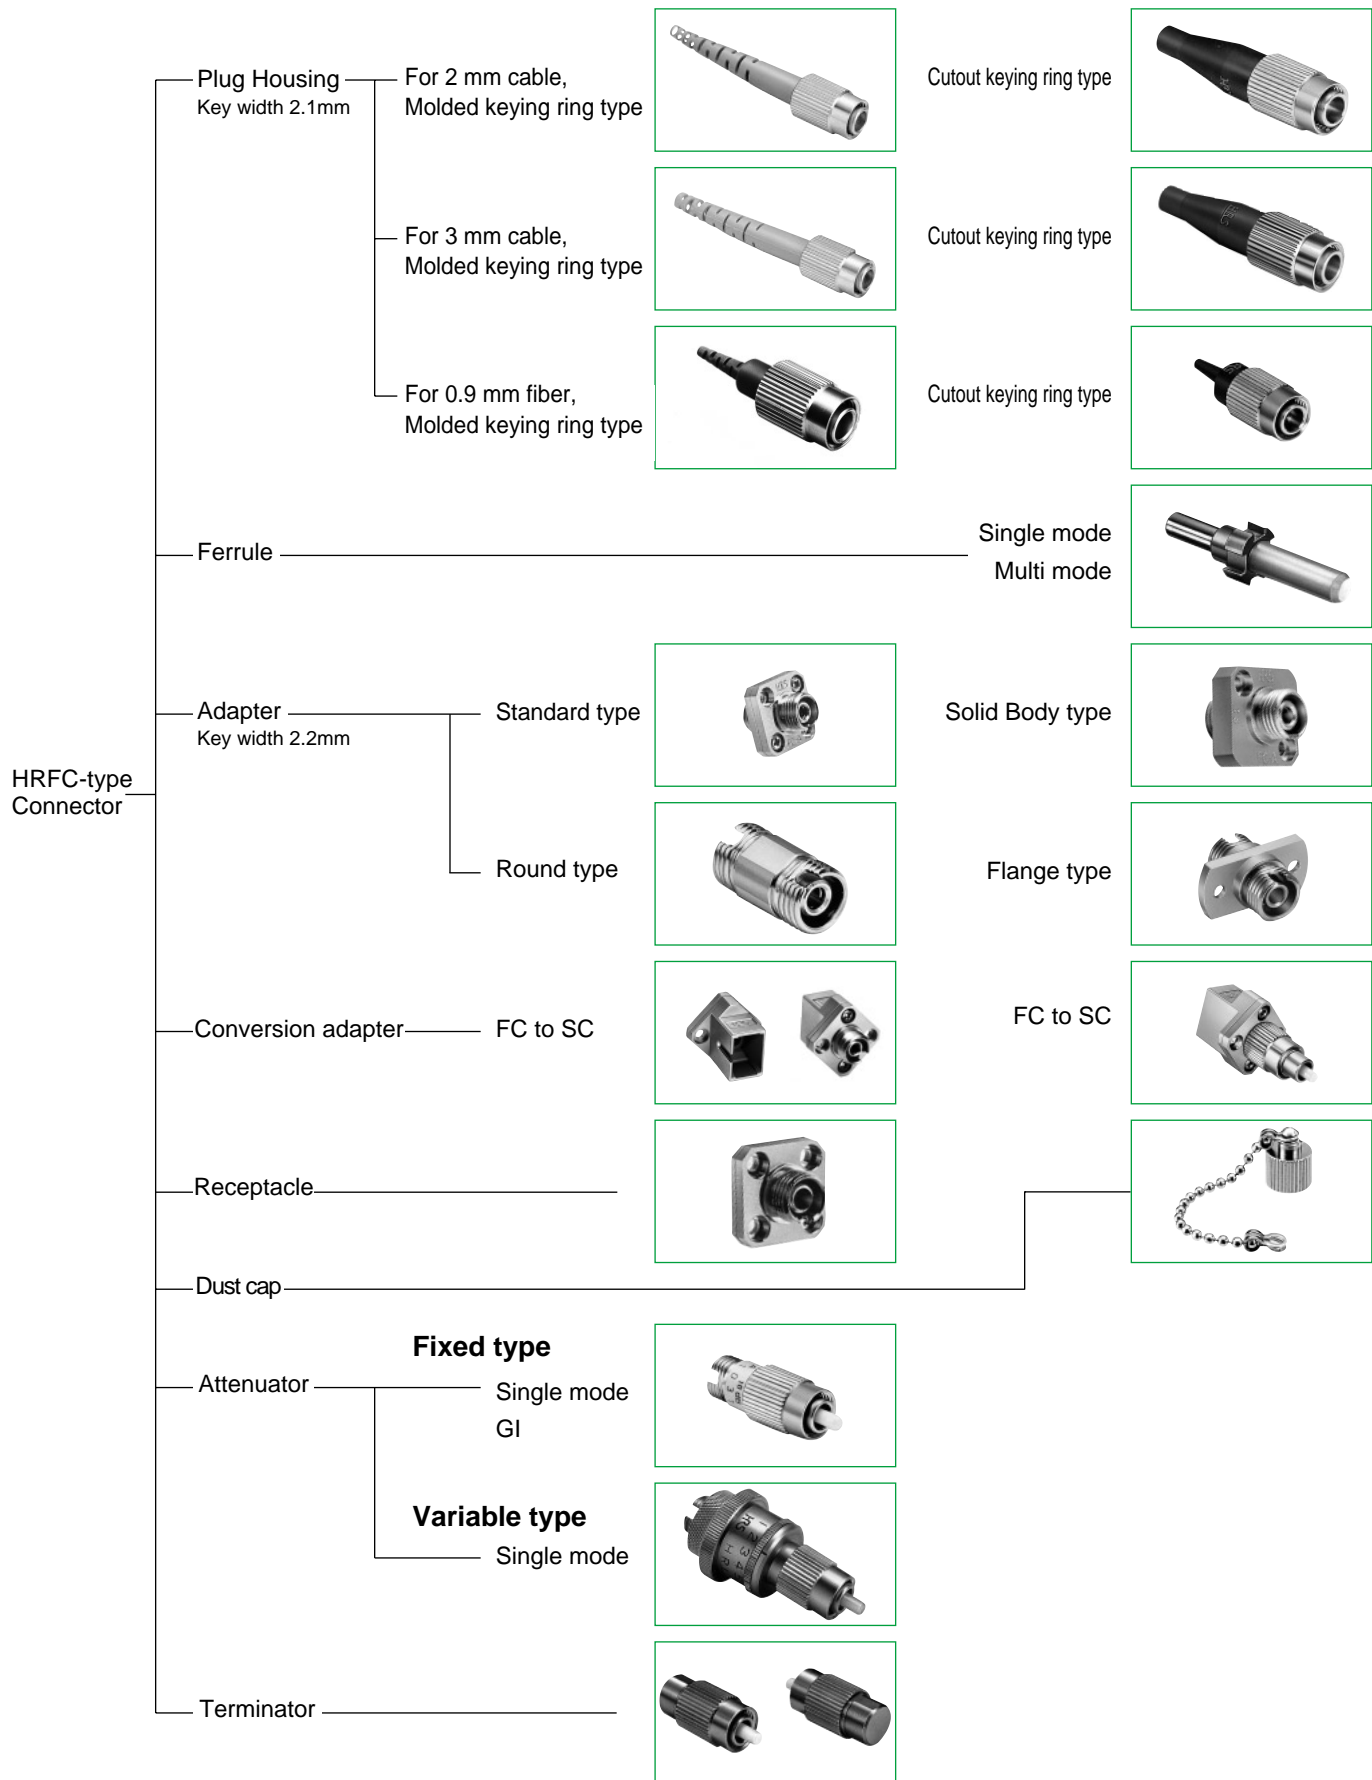 Plug Housing
Key width 2.1mm
For 2 mm cable,
Molded keying ring type
Cutout keying ring type
For 3 mm cable,
Molded keying ring type
Cutout keying ring type
For 0.9 mm fiber,
Molded keying ring type
Cutout keying ring type
Ferrule
Single mode
Multi mode
Adapter
Key width 2.2mm
Standard type
Solid Body type
HRFC-type
Connector
Round type
Flange type
Conversion adapter
FC to SC
FC to SC
Receptacle
Dust cap
Attenuator
Fixed type
Single mode
GI
Variable type
Single mode
Terminator